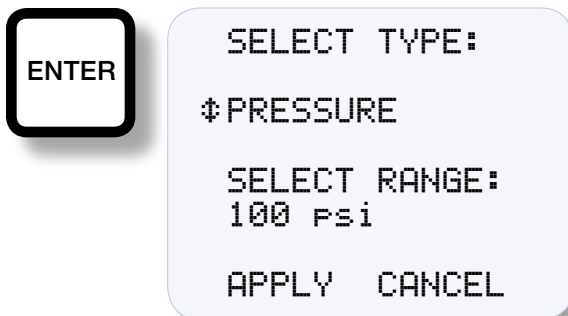 ENTER
SELECT TYPE:
↕PRESSURE
SELECT RANGE:
100 psi
APPLY CANCEL